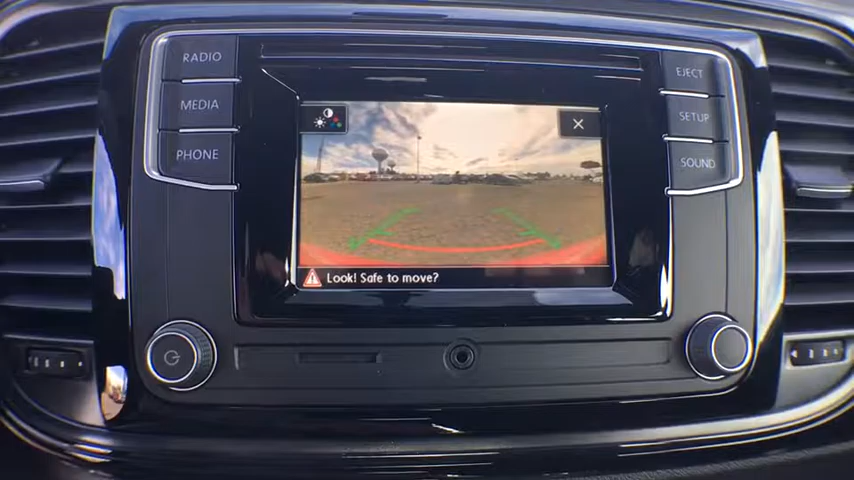 RADIO
MEDIA
PHONE
EJECT
SETUP
SOUND
Look! Safe to move?